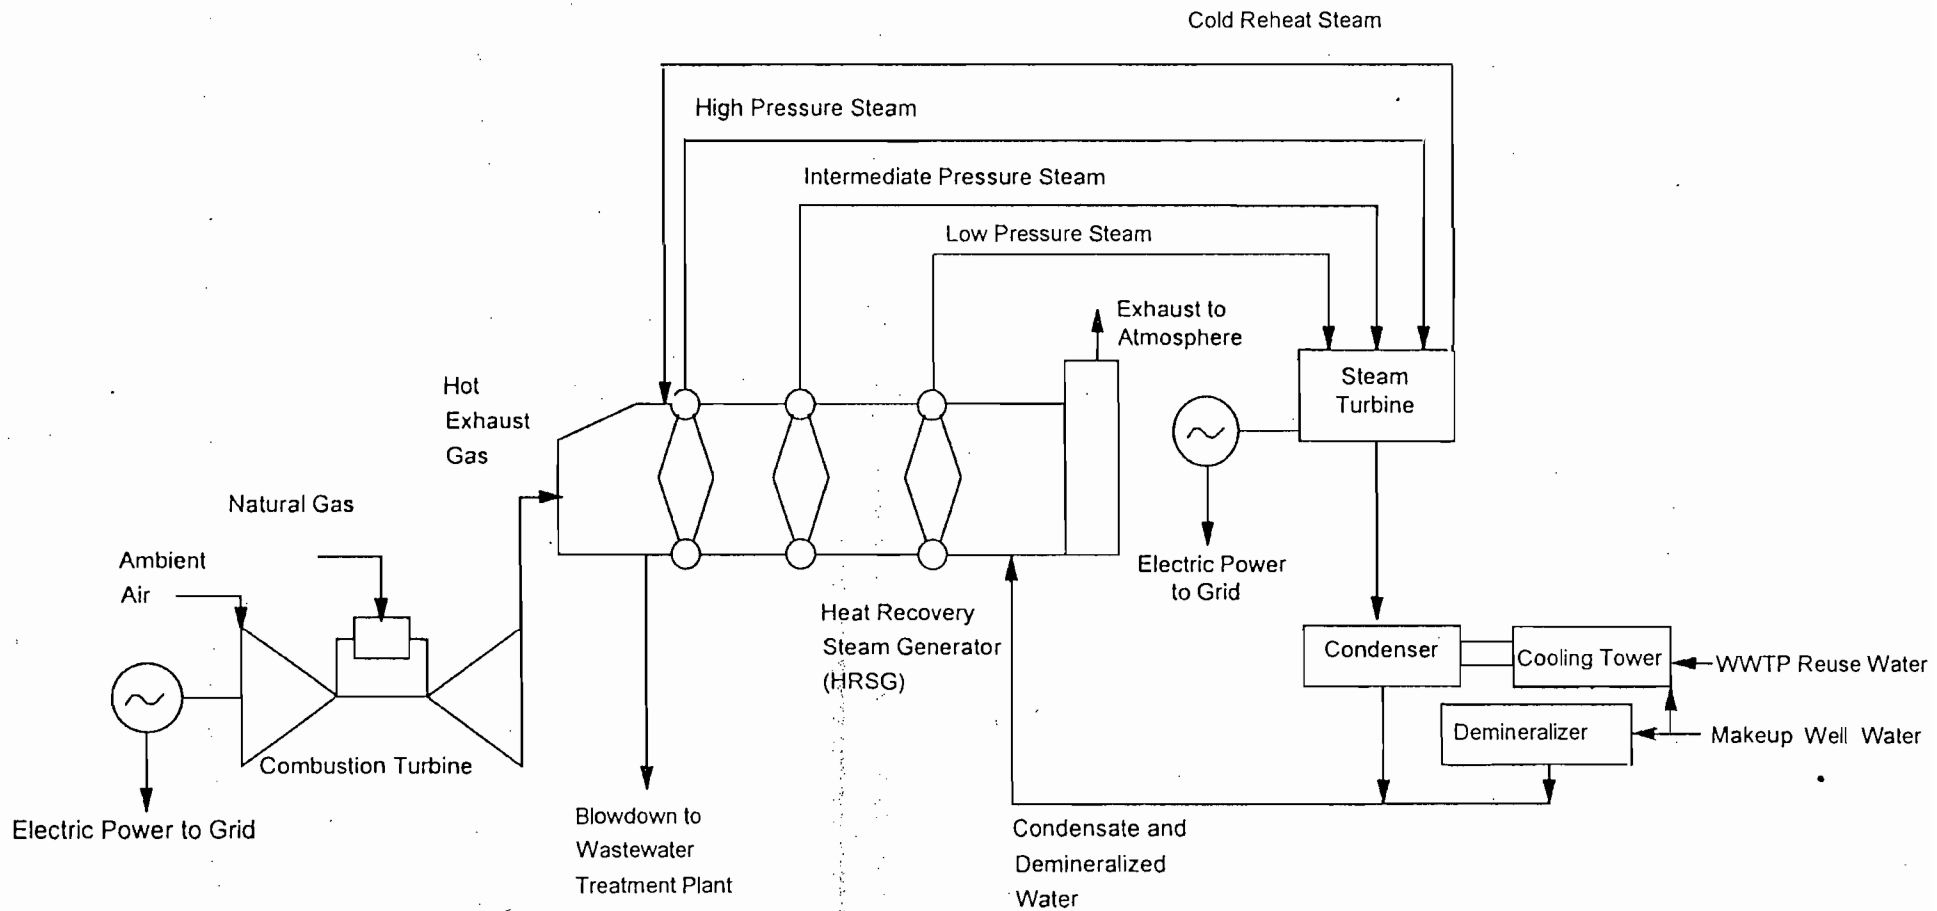 Cold Reheat Steam
High Pressure Steam
Intermediate Pressure Steam
Low Pressure Steam
Exhaust to
Atmosphere
Steam
Turbine
Hot
Exhaust
Gas
Natural Gas
Ambient
Air
Electric Power
to Grid
Heat Recovery
Steam Generator
(HRSG)
Condenser
Cooling Tower
WWTP Reuse Water
Demineralizer
Makeup Well Water
Combustion Turbine
Electric Power to Grid
Blowdown to
Wastewater
Treatment Plant
Condensate and
Demineralized
Water